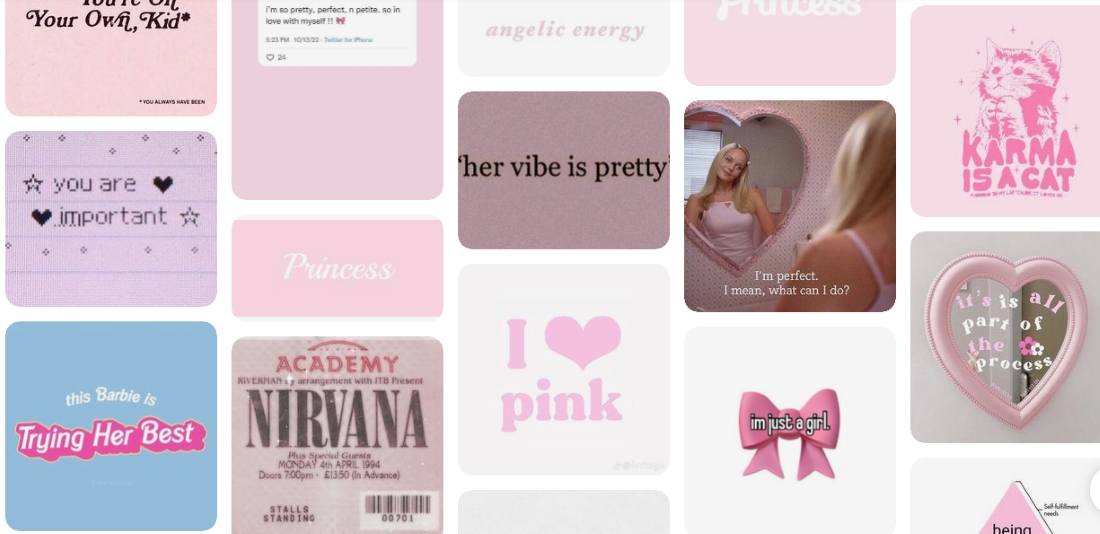 You're On
Your Own, Kid*
* YOU ALWAYS HAVE BEEN
you are
important
this Barbie is
Trying Her Best
i'm so pretty, perfect, n petite. so in
love with myself !!
5:23 PM · 10/13/22 · Twitter for iPhone
24
Princess
ACADEMY
RIVERMAN by arrangement with ITB Present
NIRVANA
Plus Special Guests
MONDAY 4th APRIL 1994
Doors 7:00pm · £13.50 (In Advance)
STALLS
STANDING
00701
angelic energy
'her vibe is pretty'
I ♥
pink
Princess
I'm perfect.
I mean, what can I do?
im just a girl.
KARMA
IS A CAT
it's is all
part of
the
process
Self-fulfillment
needs
being